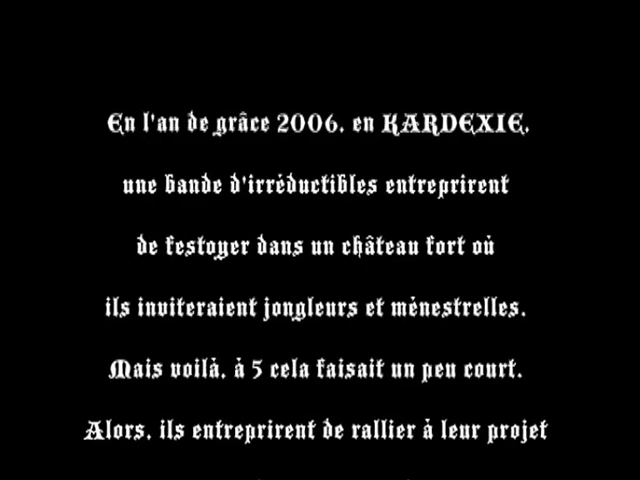 En l'an de grâce 2006, en KARDEXIE,
une bande d'irréductibles entreprirent
de festoyer dans un château fort où
ils inviteraient jongleurs et ménestrelles.
Mais voilà, à 5 cela faisait un peu court.
Alors, ils entreprirent de rallier à leur projet